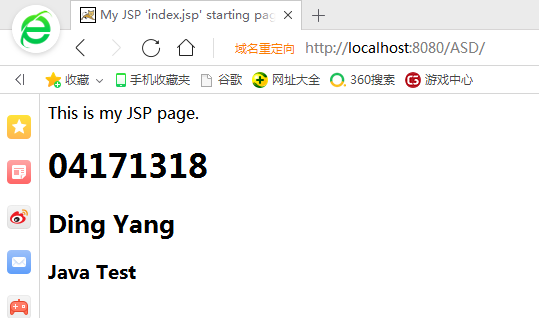 My JSP 'index.jsp' starting pag
域名重定向 http://localhost:8080/ASD/
收藏 手机收藏夹 谷歌 网址大全 360搜索 游戏中心
This is my JSP page.
04171318
Ding Yang
Java Test